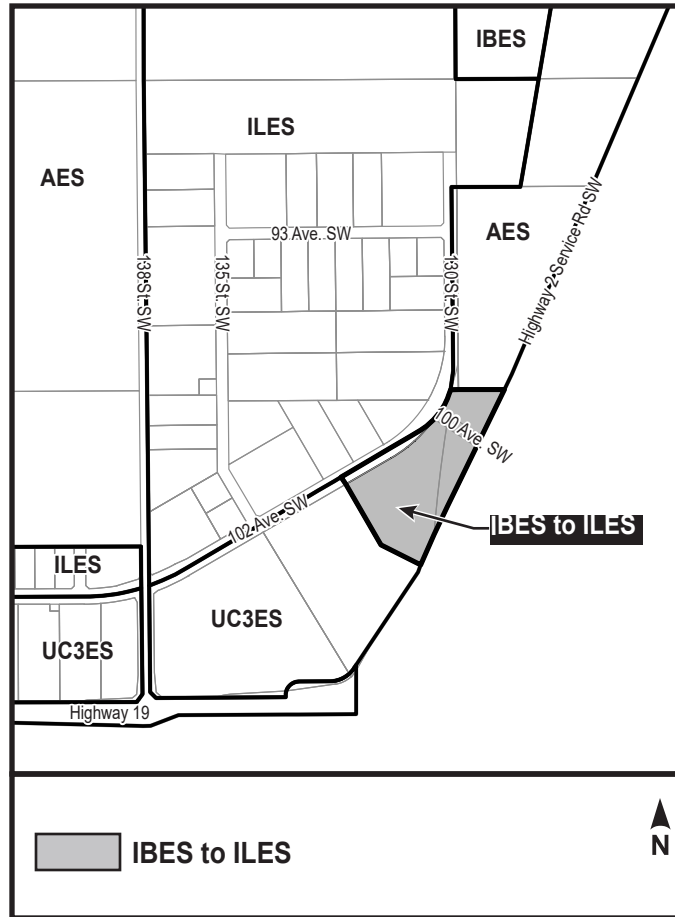 IBES
ILES
AES
AES
93 Ave. SW
138 St. SW
135 St. SW
130 St. SW
Highway 2 Service Rd SW
100 Ave. SW
102 Ave. SW
IBES to ILES
ILES
UC3ES
UC3ES
Highway 19
IBES to ILES
N